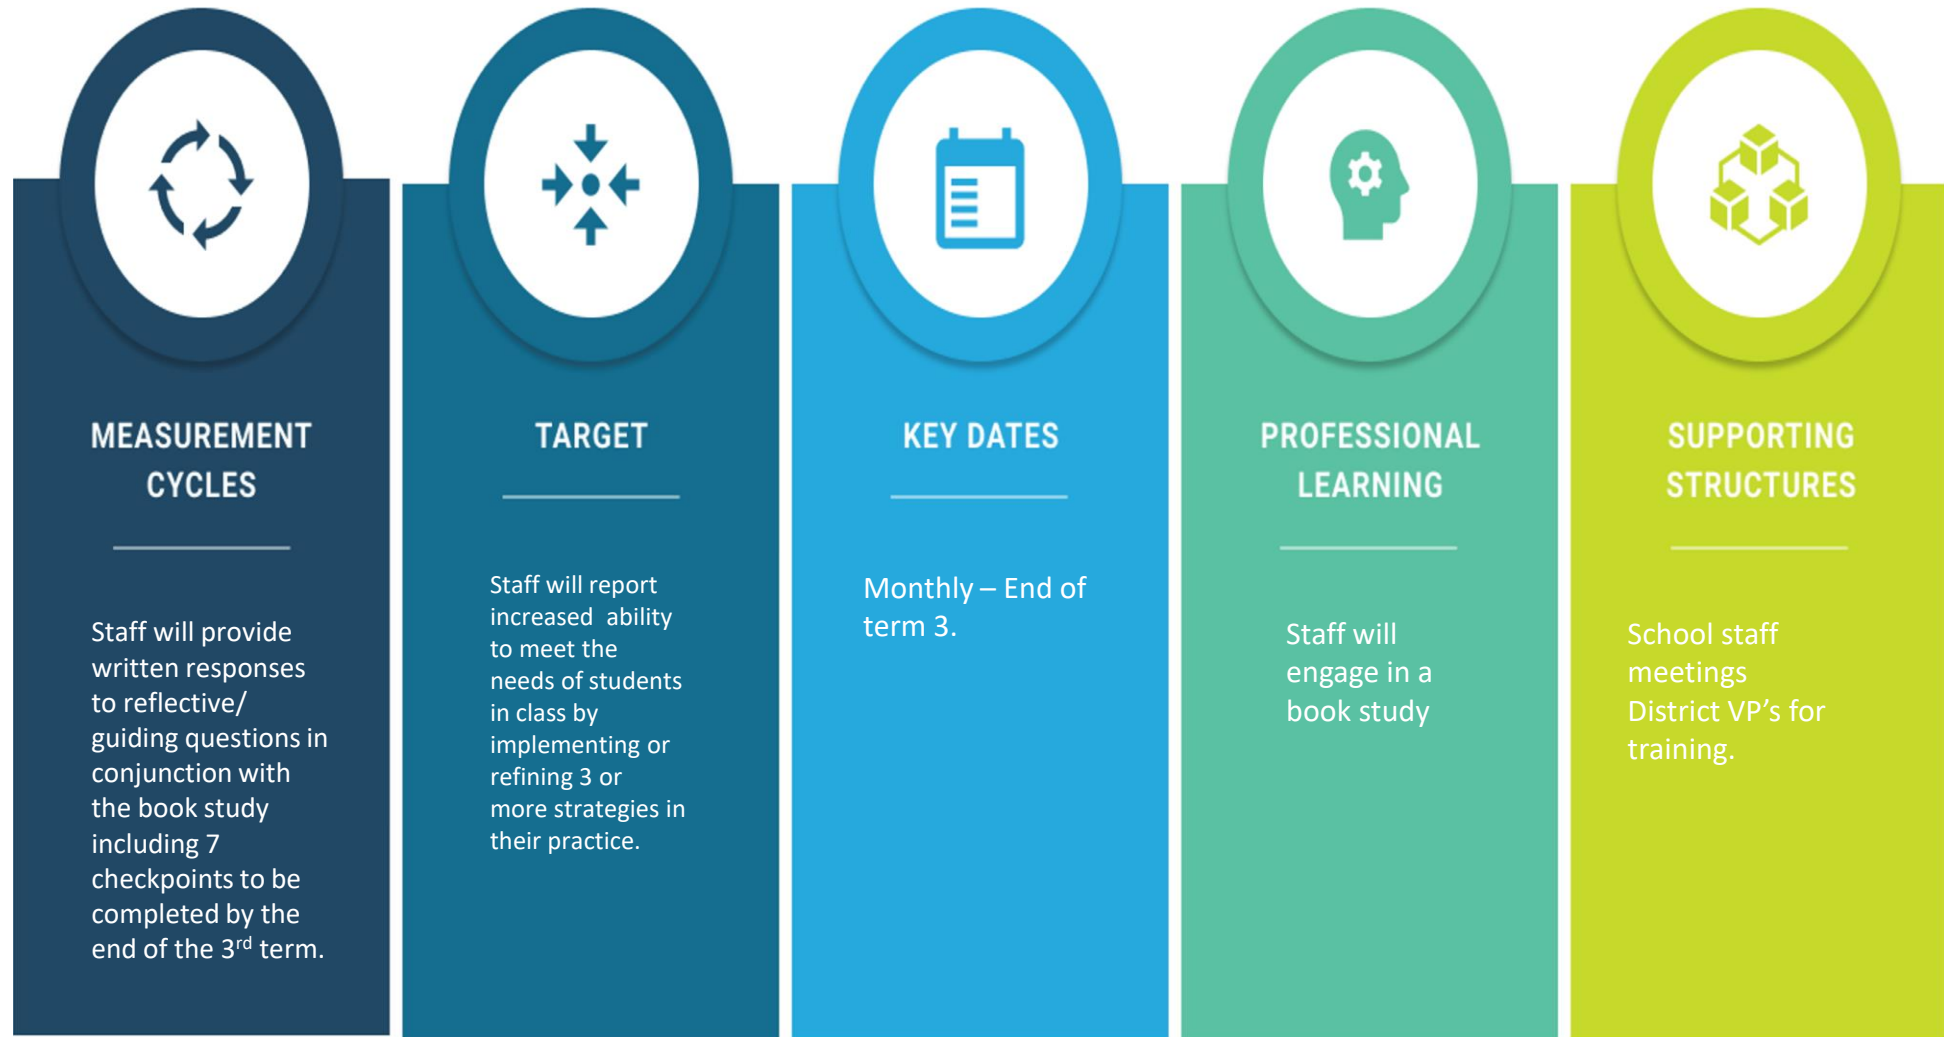 MEASUREMENT
CYCLES
Staff will provide
written responses
to reflective/
guiding questions in
conjunction with
the book study
including 7
checkpoints to be
completed by the
end of the 3rd term.
TARGET
Staff will report
increased  ability
to meet the
needs of students
in class by
implementing or
refining 3 or
more strategies in
their practice.
KEY DATES
Monthly – End of
term 3.
PROFESSIONAL
LEARNING
Staff will
engage in a
book study
SUPPORTING
STRUCTURES
School staff
meetings
District VP’s for
training.